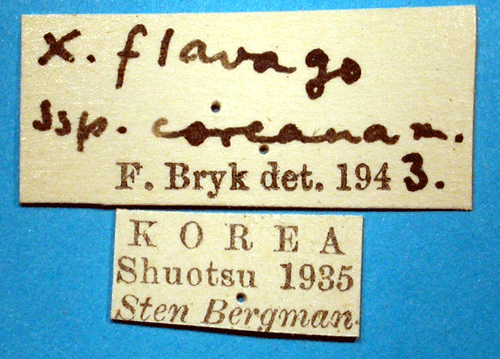 X. flavago
ssp. coreana m.
F. Bryk det. 1943.
KOREA
Shuotsu 1935
Sten Bergman.